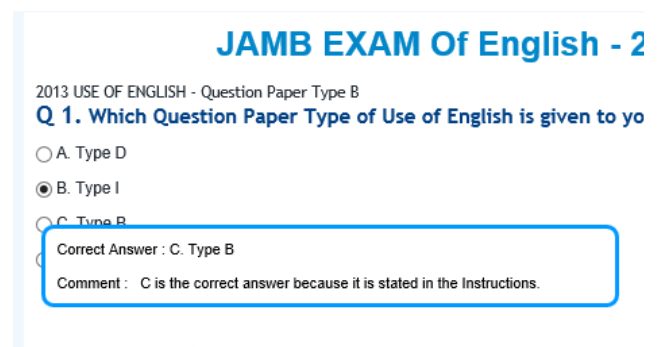 JAMB EXAM Of English - 2
2013 USE OF ENGLISH - Question Paper Type B
Q 1. Which Question Paper Type of Use of English is given to yo
A. Type D
B. Type I
C. Type B
Correct Answer : C. Type B
Comment : C is the correct answer because it is stated in the Instructions.